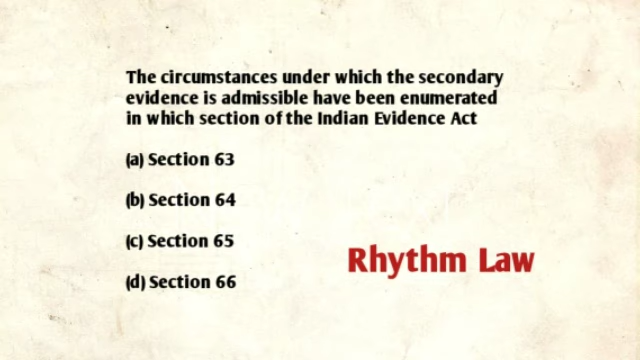 The circumstances under which the secondary
evidence is admissible have been enumerated
in which section of the Indian Evidence Act
(a) Section 63
(b) Section 64
(c) Section 65
(d) Section 66
Rhythm Law